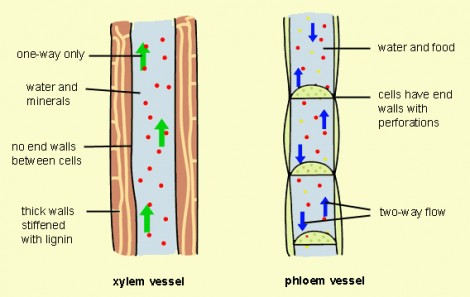 one-way only
water and
minerals
no end walls
between cells
thick walls
stiffened
with lignin
xylem vessel
water and food
cells have end
walls with
perforations
two-way flow
phloem vessel